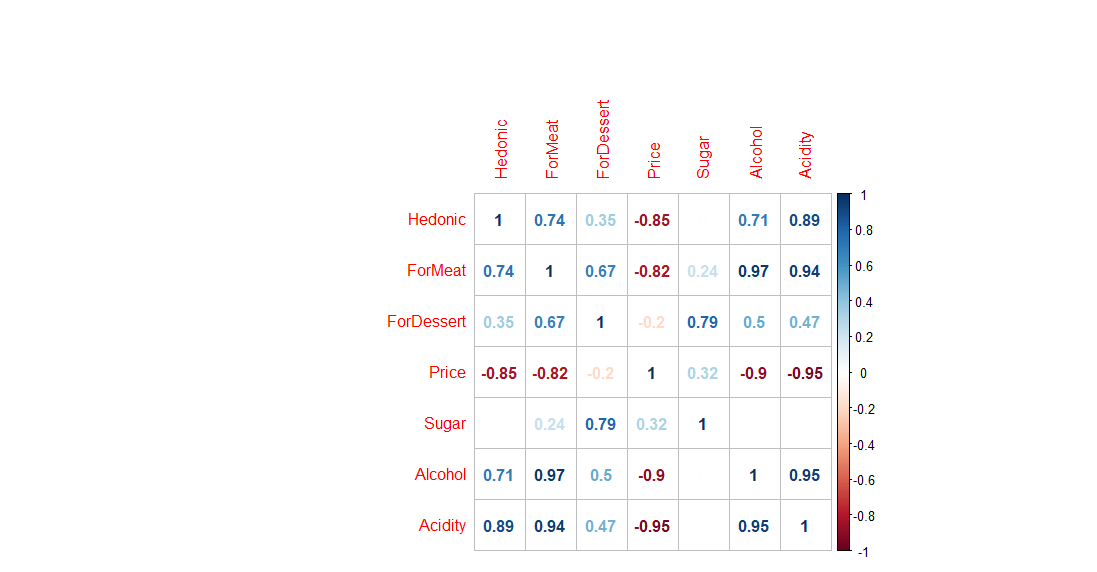 Hedonic ForMeat ForDessert Price Sugar Alcohol Acidity
Hedonic 1 0.74 0.35 -0.85 0.71 0.89
ForMeat 0.74 1 0.67 -0.82 0.24 0.97 0.94
ForDessert 0.35 0.67 1 -0.2 0.79 0.5 0.47
Price -0.85 -0.82 -0.2 1 0.32 -0.9 -0.95
Sugar 0.24 0.79 0.32 1
Alcohol 0.71 0.97 0.5 -0.9 1 0.95
Acidity 0.89 0.94 0.47 -0.95 0.95 1
1
0.8
0.6
0.4
0.2
0
-0.2
-0.4
-0.6
-0.8
-1